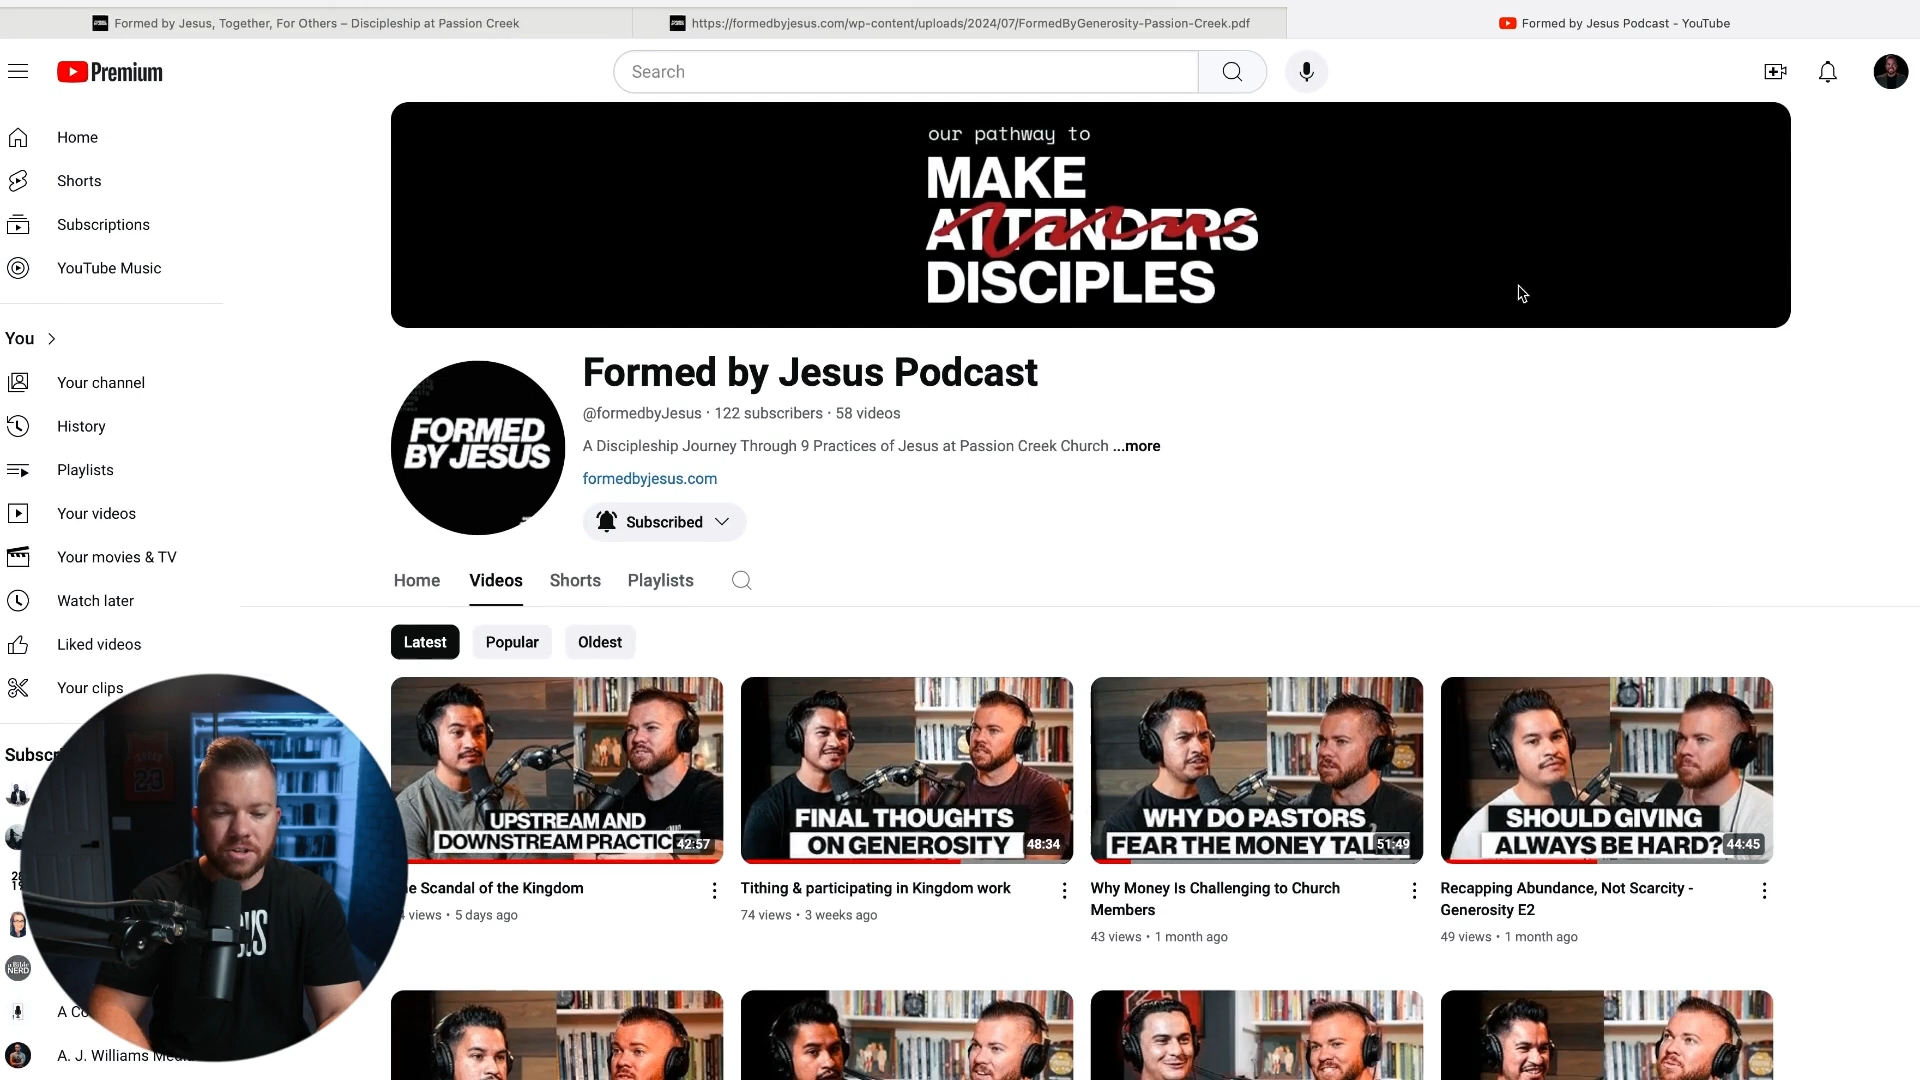 Formed by Jesus, Together, For Others – Discipleship at Passion Creek
https://formedbyjesus.com/wp-content/uploads/2024/07/FormedByGenerosity-Passion-Creek.pdf
Formed by Jesus Podcast - YouTube
Premium
Search
Home
Shorts
Subscriptions
YouTube Music
You
Your channel
History
Playlists
Your videos
Your movies & TV
Watch later
Liked videos
Your clips
our pathway to
MAKE
ATTENDERS
DISCIPLES
FORMED
BY JESUS
Formed by Jesus Podcast
@formedbyJesus · 122 subscribers · 58 videos
A Discipleship Journey Through 9 Practices of Jesus at Passion Creek Church ...more
formedbyjesus.com
Subscribed
Home
Videos
Shorts
Playlists
Latest
Popular
Oldest
UPSTREAM AND
DOWNSTREAM PRACTIC
42:57
Scandal of the Kingdom
views • 5 days ago
FINAL THOUGHTS
ON GENEROSITY
48:34
Tithing & participating in Kingdom work
74 views • 3 weeks ago
WHY DO PASTORS
FEAR THE MONEY TAL
51:49
Why Money Is Challenging to Church
Members
43 views • 1 month ago
SHOULD GIVING
ALWAYS BE HARD?
44:45
Recapping Abundance, Not Scarcity -
Generosity E2
49 views • 1 month ago
23
NERD
A. J. Williams